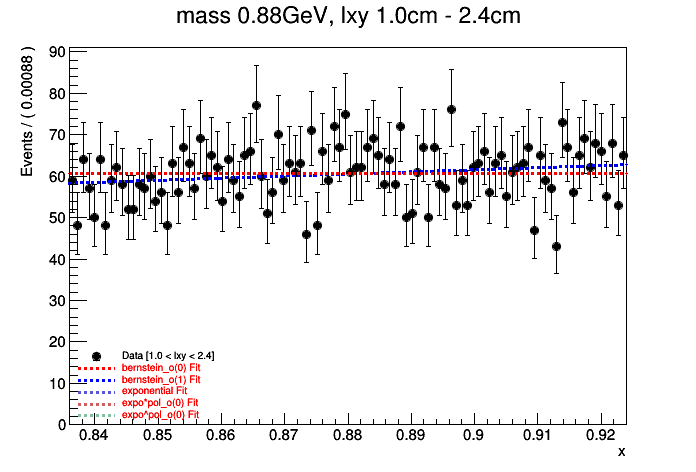 mass 0.88GeV, lxy 1.0cm - 2.4cm
Events / ( 0.00088 )
90
80
70
60
50
40
30
20
10
0
Data [1.0 < lxy < 2.4]
bernstein_o(0) Fit
bernstein_o(1) Fit
exponential Fit
expo*pol_o(0) Fit
expo^pol_o(0) Fit
0.84 0.85 0.86 0.87 0.88 0.89 0.9 0.91 0.92
x